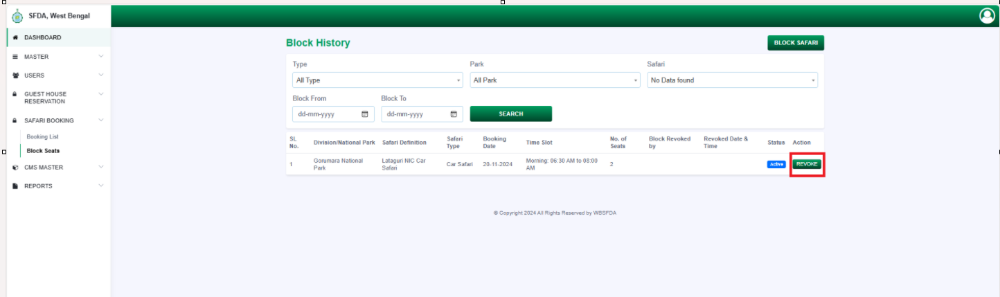 SFDA, West Bengal
DASHBOARD
MASTER
USERS
GUEST HOUSE
RESERVATION
SAFARI BOOKING
Booking List
Block Seats
CMS MASTER
REPORTS
Block History
BLOCK SAFARI
Type Park Safari
All Type All Park No Data found
Block From Block To
dd-mm-yyyy dd-mm-yyyy SEARCH
SL No. Division/National Park Safari Definition Safari Type Booking Date Time Slot No. of Seats Block Revoked by Revoked Date & Time Status Action
1 Gorumara National Park Lataguri NIC Car Safari Car Safari 20-11-2024 Morning: 06:30 AM to 08:00 AM 2 Active REVOKE
© Copyright 2024 All Rights Reserved by WBSFDA